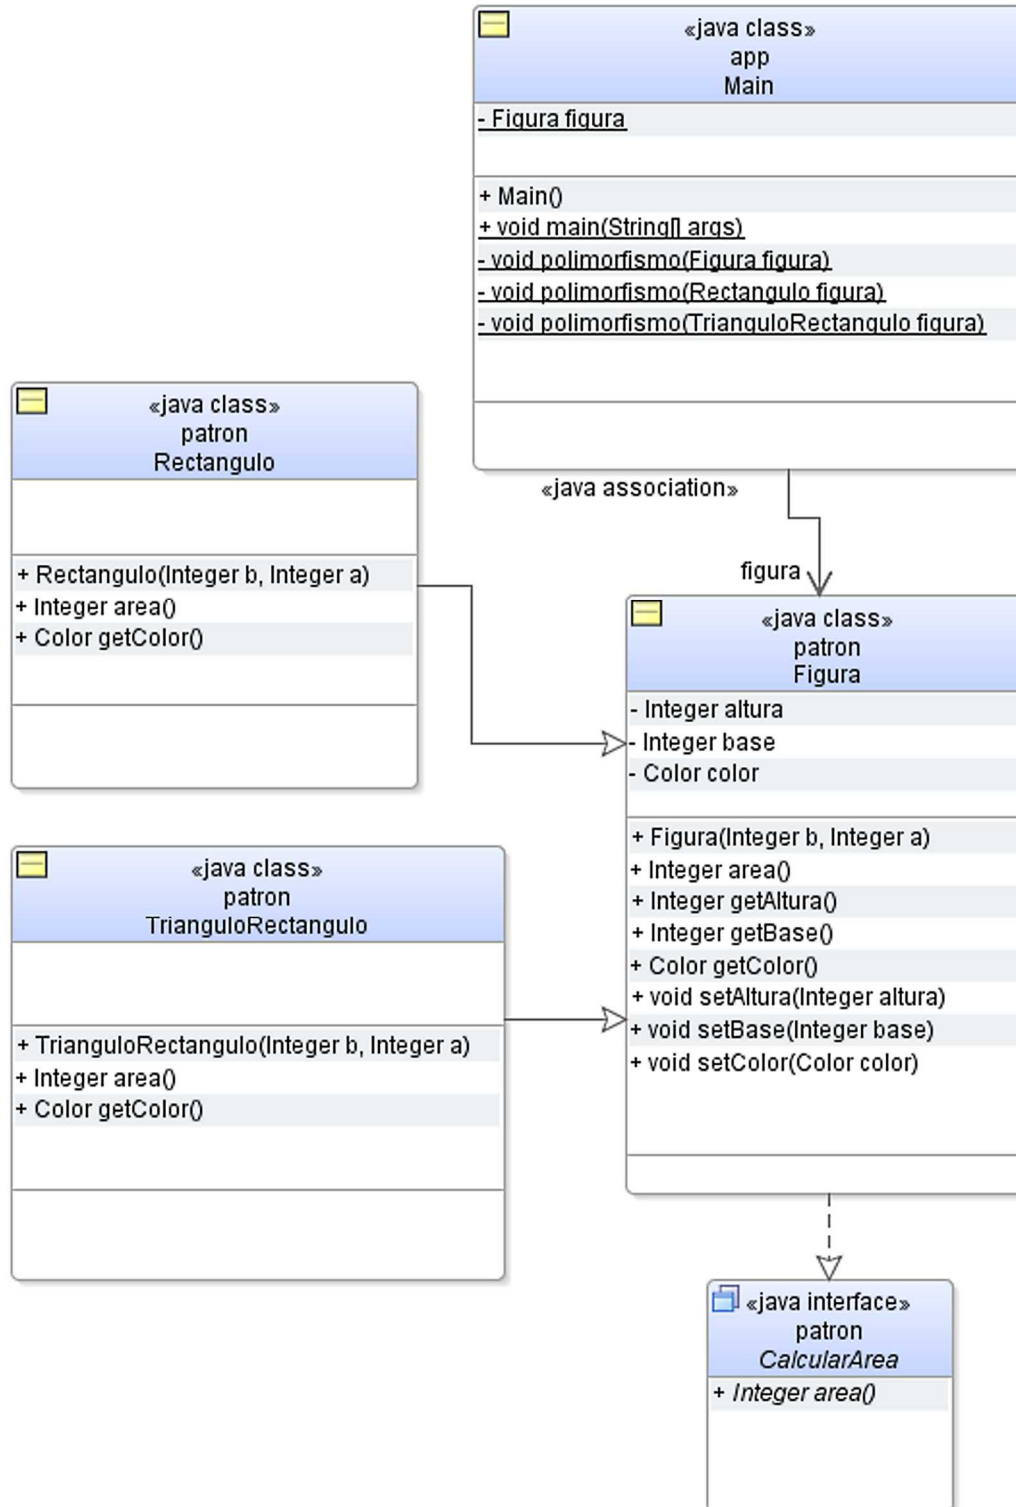 «java class»
app
Main
- Figura figura
+ Main()
+ void main(String[] args)
- void polimorfismo(Figura figura)
- void polimorfismo(Rectangulo figura)
- void polimorfismo(TrianguloRectangulo figura)
«java class»
patron
Rectangulo
+ Rectangulo(Integer b, Integer a)
+ Integer area()
+ Color getColor()
«java association»
figura
«java class»
patron
Figura
- Integer altura
- Integer base
- Color color
+ Figura(Integer b, Integer a)
+ Integer area()
+ Integer getAltura()
+ Integer getBase()
+ Color getColor()
+ void setAltura(Integer altura)
+ void setBase(Integer base)
+ void setColor(Color color)
«java class»
patron
TrianguloRectangulo
+ TrianguloRectangulo(Integer b, Integer a)
+ Integer area()
+ Color getColor()
«java interface»
patron
CalcularArea
+ Integer area()